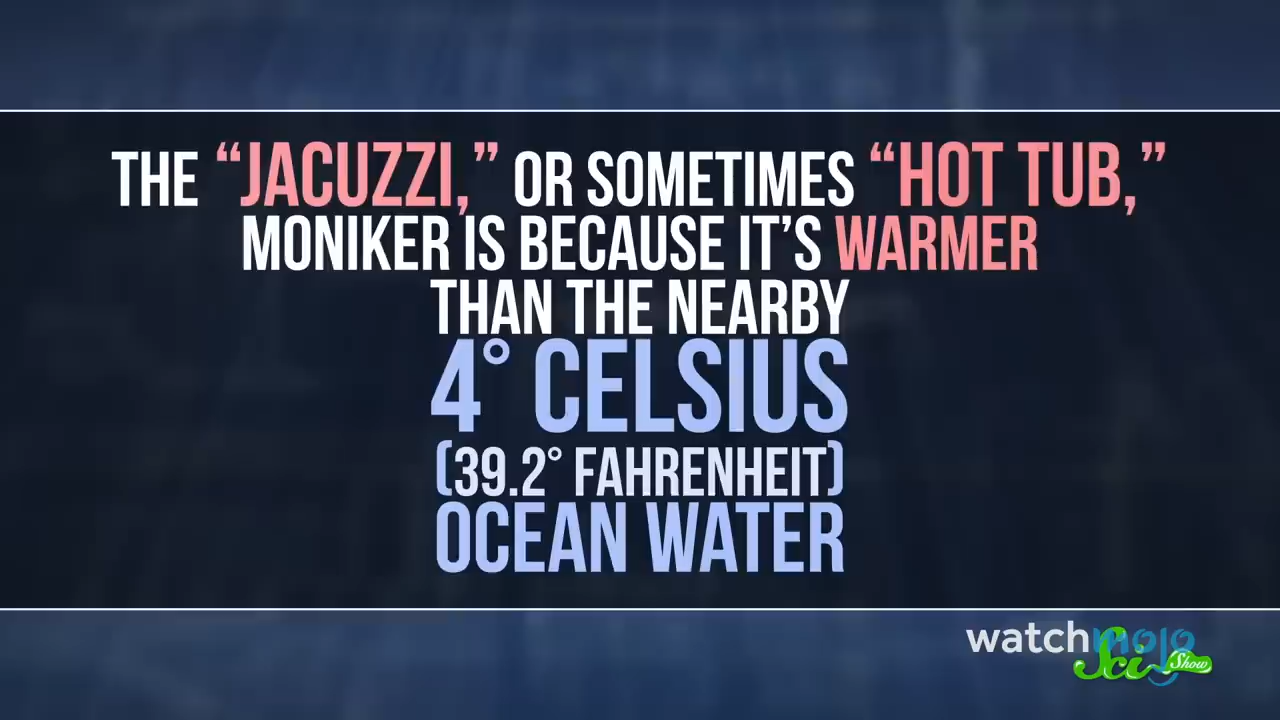 THE “JACUZZI,” OR SOMETIMES “HOT TUB,”
MONIKER IS BECAUSE IT’S WARMER
THAN THE NEARBY
4° CELSIUS
(39.2° FAHRENHEIT)
OCEAN WATER
watchmojo
Sci Show